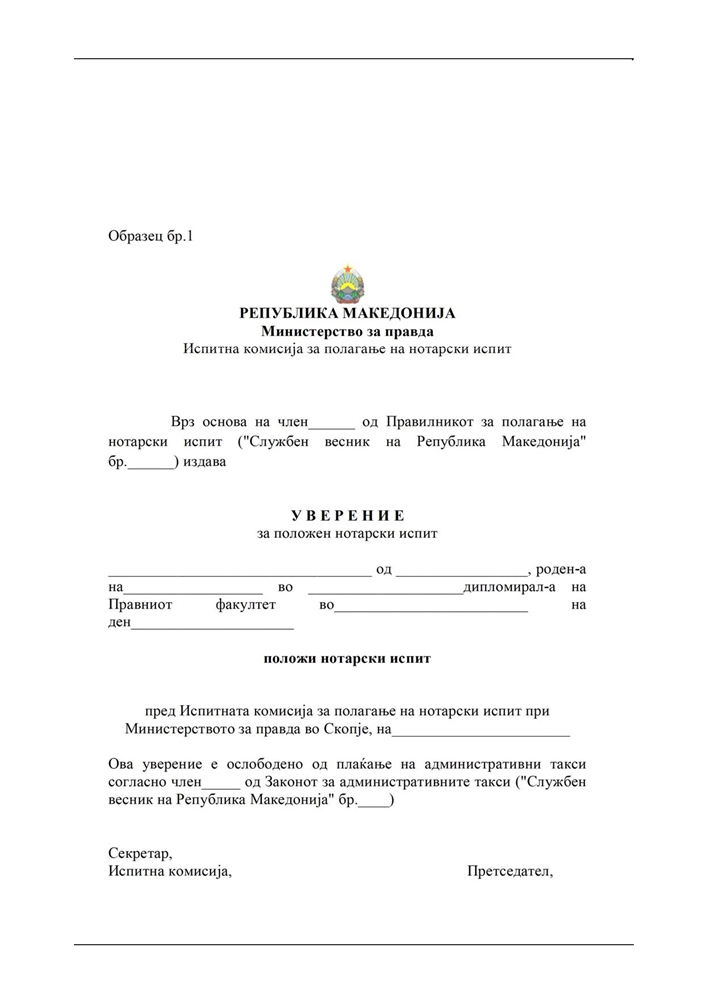 Образец бр.1
РЕПУБЛИКА МАКЕДОНИЈА
Министерство за правда
Испитна комисија за полагање на нотарски испит
Врз основа на член______ од Правилникот за полагање на
нотарски испит ("Службен весник на Република Македонија"
бр.______) издава
У В Е Р Е Н И Е
за положен нотарски испит
__________________________________ од _________________, роден-а
на__________________ во ____________________дипломирал-а на
Правниот факултет во_________________________ на
ден_____________________
положи нотарски испит
пред Испитната комисија за полагање на нотарски испит при
Министерството за правда во Скопје, на_______________________
Ова уверение е ослободено од плаќање на административни такси
согласно член_____ од Законот за административните такси ("Службен
весник на Република Македонија" бр.____)
Секретар,
Испитна комисија, Претседател,